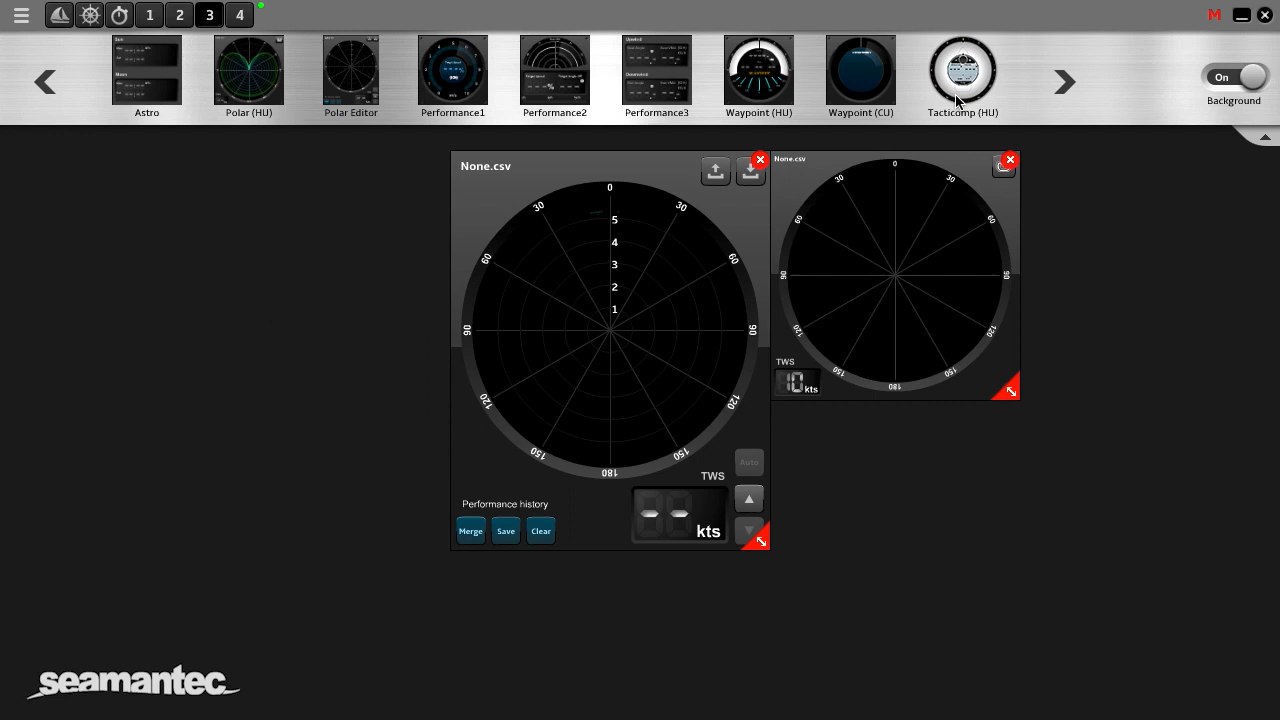 1 2 3 4
M
Astro
Polar (HU)
Polar Editor
Performance1
Performance2
Performance3
Waypoint (HU)
Waypoint (CU)
Tacticomp (HU)
On
Background
None.csv
0
30 30
60 60
90 90
120 120
150 150
180
5
4
3
2
1
TWS
Auto
kts
Performance history
Merge Save Clear
None.csv
0
30 30
60 60
90 90
120 120
150 150
180
TWS
10 kts
seamantec